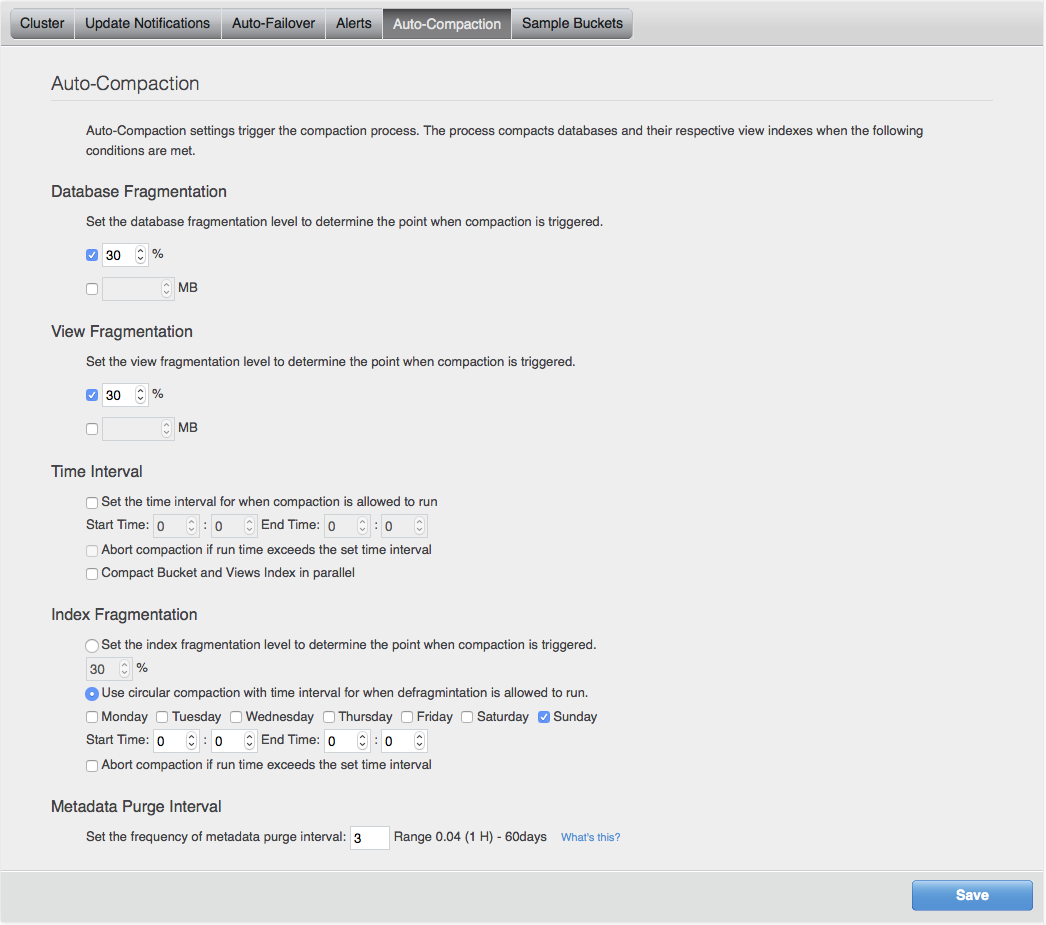 Cluster Update Notifications Auto-Failover Alerts Auto-Compaction Sample Buckets
Auto-Compaction
Auto-Compaction settings trigger the compaction process. The process compacts databases and their respective view indexes when the following
conditions are met.
Database Fragmentation
Set the database fragmentation level to determine the point when compaction is triggered.
30 %
MB
View Fragmentation
Set the view fragmentation level to determine the point when compaction is triggered.
30 %
MB
Time Interval
Set the time interval for when compaction is allowed to run
Start Time: 0 : 0 End Time: 0 : 0
Abort compaction if run time exceeds the set time interval
Compact Bucket and Views Index in parallel
Index Fragmentation
Set the index fragmentation level to determine the point when compaction is triggered.
30 %
Use circular compaction with time interval for when defragmintation is allowed to run.
Monday Tuesday Wednesday Thursday Friday Saturday Sunday
Start Time: 0 : 0 End Time: 0 : 0
Abort compaction if run time exceeds the set time interval
Metadata Purge Interval
Set the frequency of metadata purge interval: 3 Range 0.04 (1 H) - 60days What's this?
Save